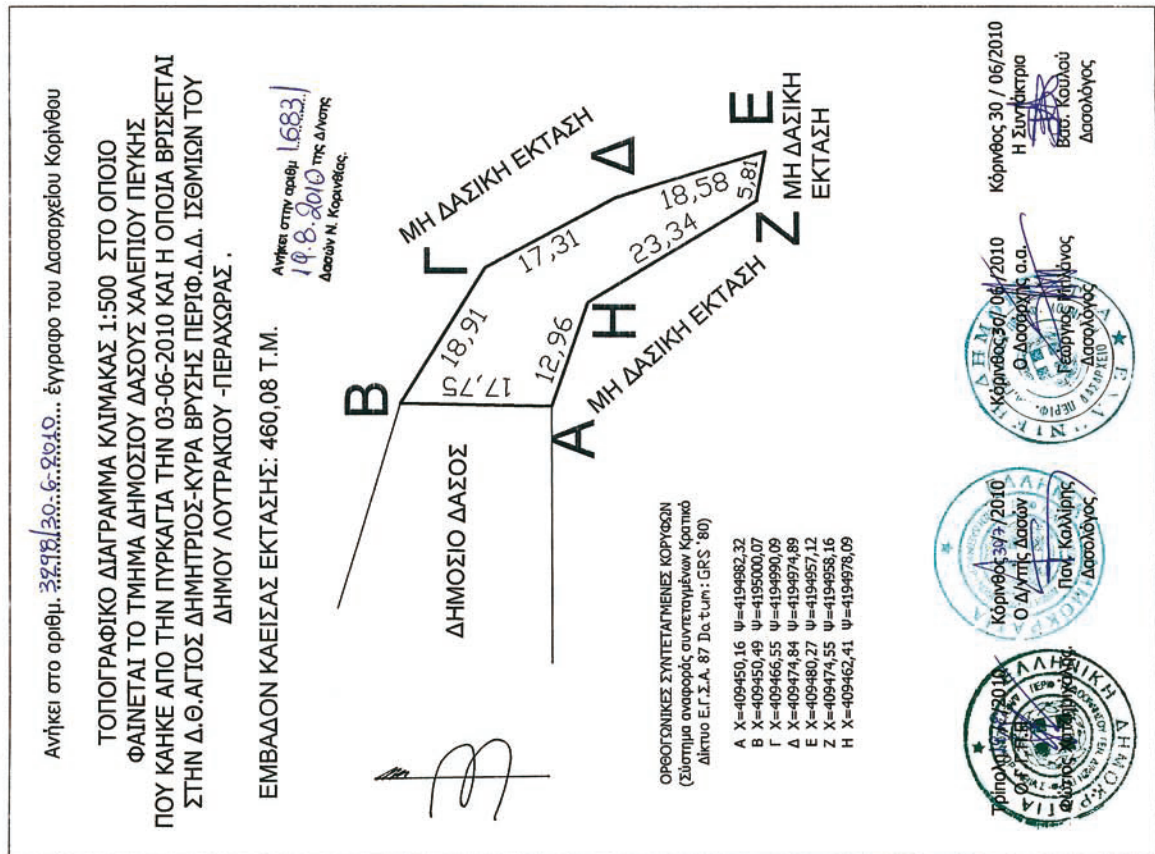 Ανήκει στο αριθμ. 3298/30-6-2010 έγγραφο του Δασαρχείου Κορίνθου
ΤΟΠΟΓΡΑΦΙΚΟ ΔΙΑΓΡΑΜΜΑ ΚΛΙΜΑΚΑΣ 1:500 ΣΤΟ ΟΠΟΙΟ
ΦΑΙΝΕΤΑΙ ΤΟ ΤΜΗΜΑ ΔΗΜΟΣΙΟΥ ΔΑΣΟΥΣ ΧΑΛΕΠΙΟΥ ΠΕΥΚΗΣ
ΠΟΥ ΚΑΗΚΕ ΑΠΟ ΤΗΝ ΠΥΡΚΑΓΙΑ ΤΗΝ 03-06-2010 ΚΑΙ Η ΟΠΟΙΑ ΒΡΙΣΚΕΤΑΙ
ΣΤΗΝ Δ.Θ.ΑΓΙΟΣ ΔΗΜΗΤΡΙΟΣ-ΚΥΡΑ ΒΡΥΣΗΣ ΠΕΡΙΦ.Δ.Δ. ΙΣΘΜΙΩΝ ΤΟΥ
ΔΗΜΟΥ ΛΟΥΤΡΑΚΙΟΥ -ΠΕΡΑΧΩΡΑΣ .
ΕΜΒΑΔΟΝ ΚΑΕΙΣΑΣ ΕΚΤΑΣΗΣ: 460,08 Τ.Μ.
Ανήκει στην αριθμ 1683/
19.8.2010 της Δ/νσης
Δασών Ν. Κορινθίας.
Β
Γ
Δ
Ε
Ζ
Η
Α
18,91
17,31
18,58
5,81
23,34
12,96
17,75
ΜΗ ΔΑΣΙΚΗ ΕΚΤΑΣΗ
ΜΗ ΔΑΣΙΚΗ
ΕΚΤΑΣΗ
ΜΗ ΔΑΣΙΚΗ ΕΚΤΑΣΗ
ΔΗΜΟΣΙΟ ΔΑΣΟΣ
ΟΡΘΟΓΩΝΙΚΕΣ ΣΥΝΤΕΤΑΓΜΕΝΕΣ ΚΟΡΥΦΩΝ
(Σύστημα αναφοράς συντεταγμένων Κρατικό
Δίκτυο Ε.Γ.Σ.Α. 87 Datum: GRS '80)
Α Χ=409450,16 Ψ=4194982,32
Β Χ=409450,49 Ψ=4195000,07
Γ Χ=409466,55 Ψ=4194990,09
Δ Χ=409474,84 Ψ=4194974,89
Ε Χ=409480,27 Ψ=4194957,12
Ζ Χ=409474,55 Ψ=4194958,16
Η Χ=409462,41 Ψ=4194978,09
Τρίπολη /2010
Κόρινθος /2010
Ο Δ/ντής Δασών
Παν. Καλλίρης
Δασολόγος
Κόρινθος 30/ 06/2010
Ο Δασάρχης α.α.
Γεώργιος
Δασολόγος
Κόρινθος 30 / 06/2010
Η Συντάκτρια
Βασ. Κουλού
Δασολόγος
ΕΛΛΗΝΙΚΗ ΔΗΜΟΚΡΑΤΙΑ